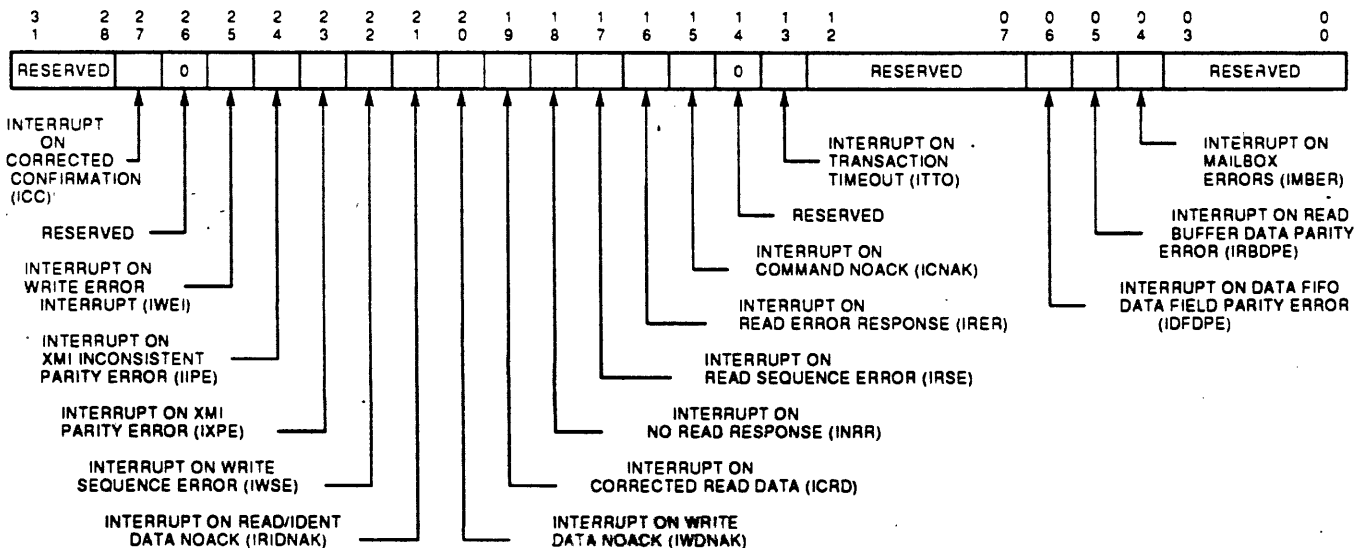 3 2 2 2 2 2 2 2 2 2 1 1 1 1 1 1 1 1 0 0 0 0 0 0
1 8 7 6 5 4 3 2 1 0 9 8 7 6 5 4 3 2 7 6 5 4 3 0
RESERVED 0 0 RESERVED RESERVED
INTERRUPT
ON
CORRECTED
CONFIRMATION
(ICC)
RESERVED
INTERRUPT ON
WRITE ERROR
INTERRUPT (IWEI)
INTERRUPT ON
XMI INCONSISTENT
PARITY ERROR (IIPE)
INTERRUPT ON XMI
PARITY ERROR (IXPE)
INTERRUPT ON WRITE
SEQUENCE ERROR (IWSE)
INTERRUPT ON READ/IDENT
DATA NOACK (IRIDNAK)
INTERRUPT ON WRITE
DATA NOACK (IWDNAK)
INTERRUPT ON
CORRECTED READ DATA (ICRD)
INTERRUPT ON
NO READ RESPONSE (INRR)
INTERRUPT ON
READ SEQUENCE ERROR (IRSE)
INTERRUPT ON
READ ERROR RESPONSE (IRER)
INTERRUPT ON
COMMAND NOACK (ICNAK)
RESERVED
INTERRUPT ON
TRANSACTION
TIMEOUT (ITTO)
INTERRUPT ON
MAILBOX
ERRORS (IMBER)
INTERRUPT ON READ
BUFFER DATA PARITY
ERROR (IRBDPE)
INTERRUPT ON DATA FIFO
DATA FIELD PARITY ERROR
(IDFDPE)